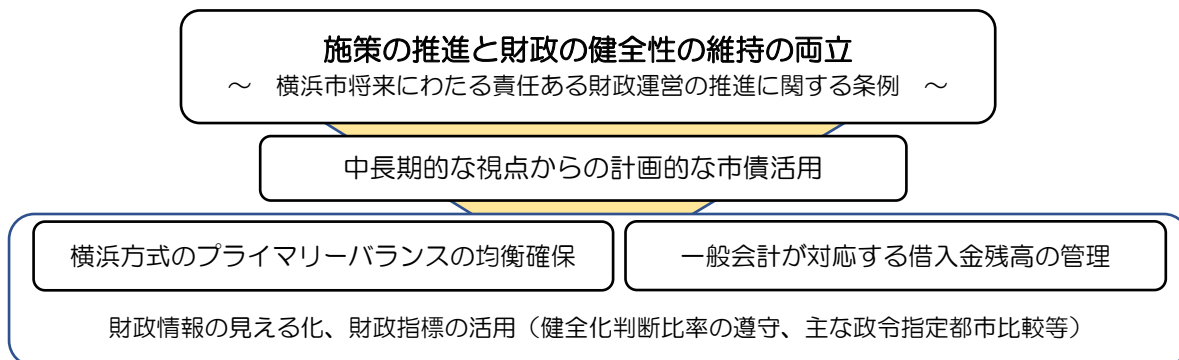 施策の推進と財政の健全性の維持の両立
～　横浜市将来にわたる責任ある財政運営の推進に関する条例　～
中長期的な視点からの計画的な市債活用
横浜方式のプライマリーバランスの均衡確保
一般会計が対応する借入金残高の管理
財政情報の見える化、財政指標の活用（健全化判断比率の遵守、主な政令指定都市比較等）